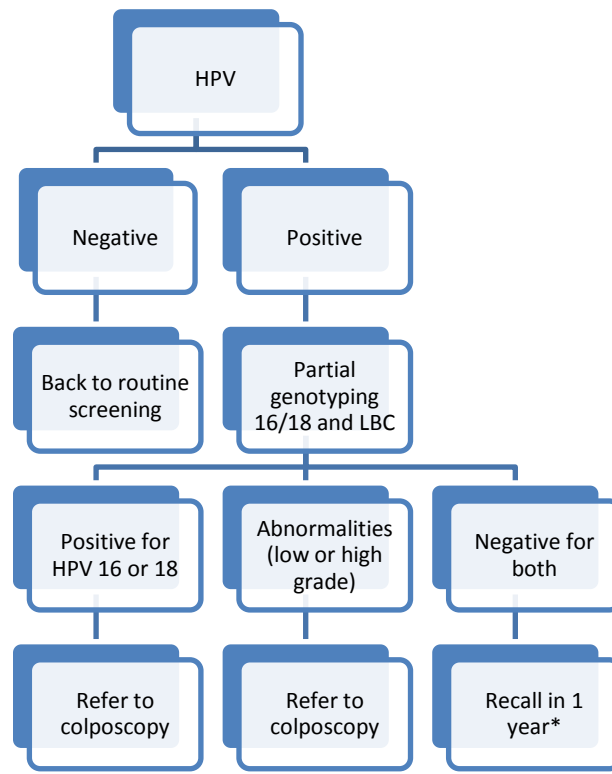 HPV
Negative
Positive
Back to routine
screening
Partial
genotyping
16/18 and LBC
Positive for
HPV 16 or 18
Abnormalities
(low or high
grade)
Negative for
both
Refer to
colposcopy
Refer to
colposcopy
Recall in 1
year*